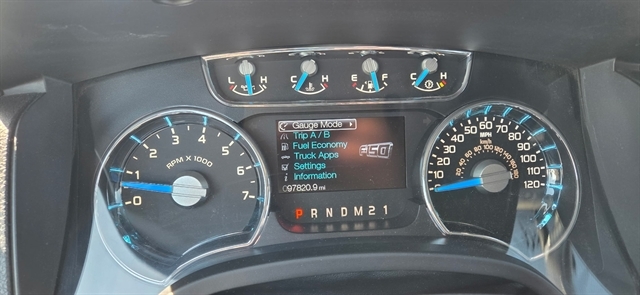 L H C H E F C H
Gauge Mode
Trip A / B
Fuel Economy
Truck Apps
Settings
Information
097820.9 mi
F150
P R N D M 2 1
0 1 2 3 4 5 6 7
RPM X 1000
MPH
km/h
0 10 20 30 40 50 60 70 80 90 100 110 120